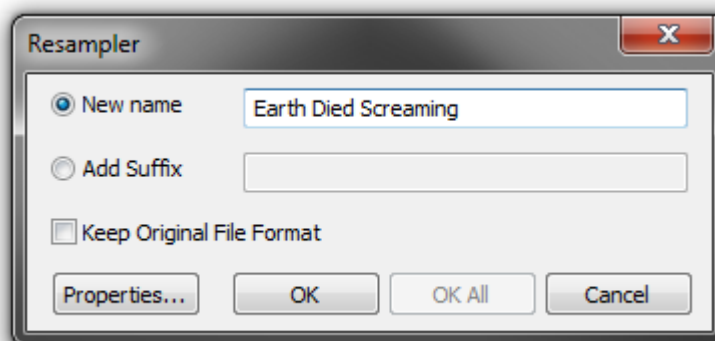 Resampler
New name
Earth Died Screaming
Add Suffix
Keep Original File Format
Properties... OK OK All Cancel